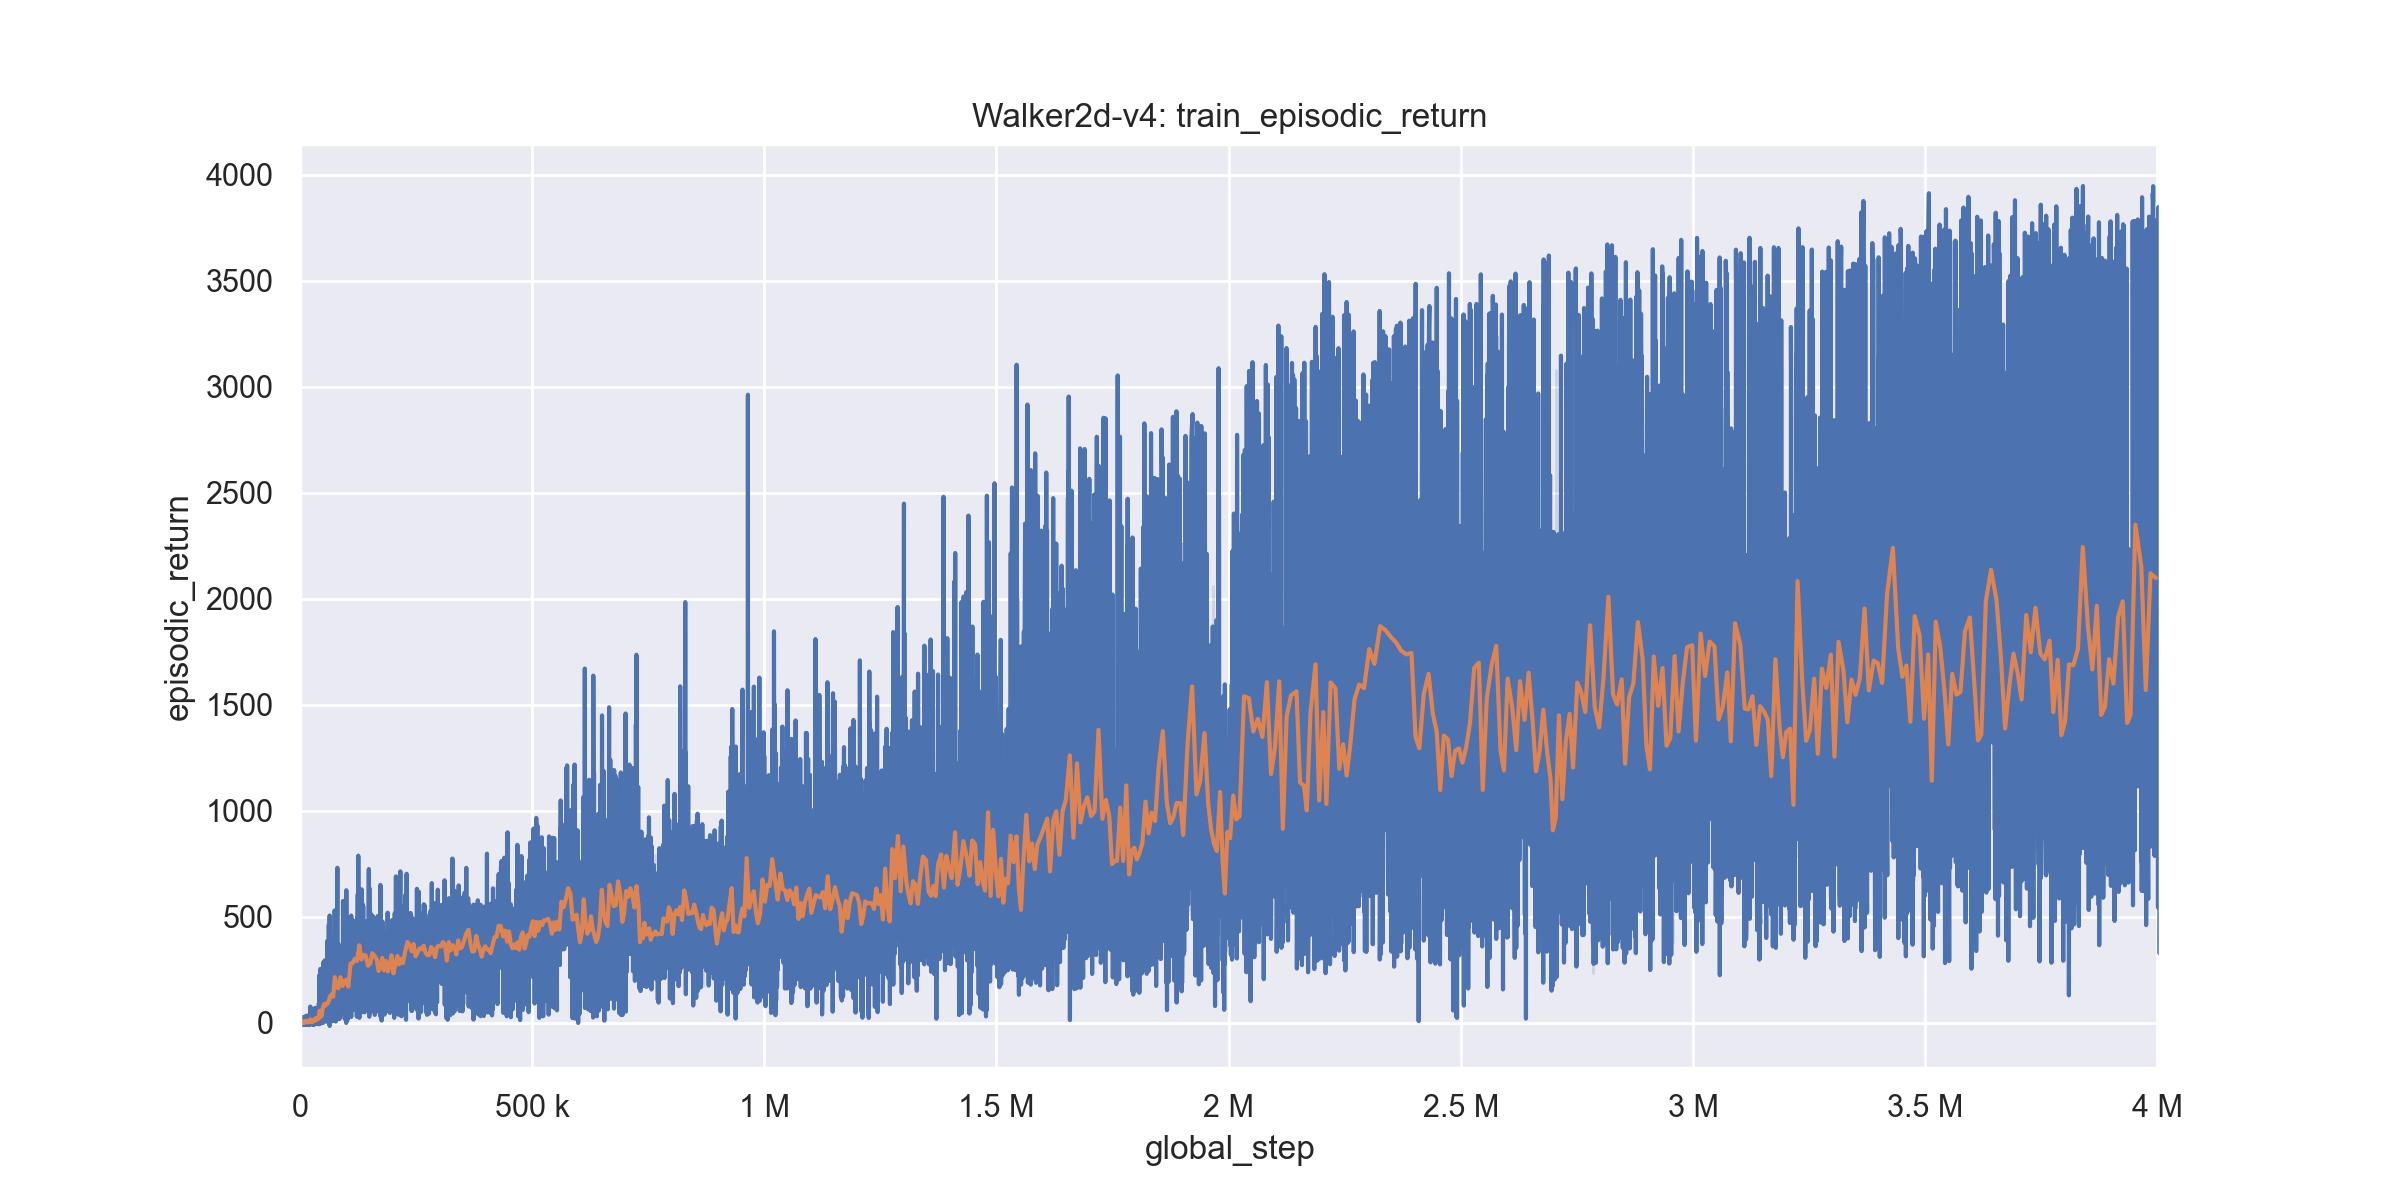 Walker2d-v4: train_episodic_return
episodic_return
4000
3500
3000
2500
2000
1500
1000
500
0
0 500 k 1 M 1.5 M 2 M 2.5 M 3 M 3.5 M 4 M
global_step